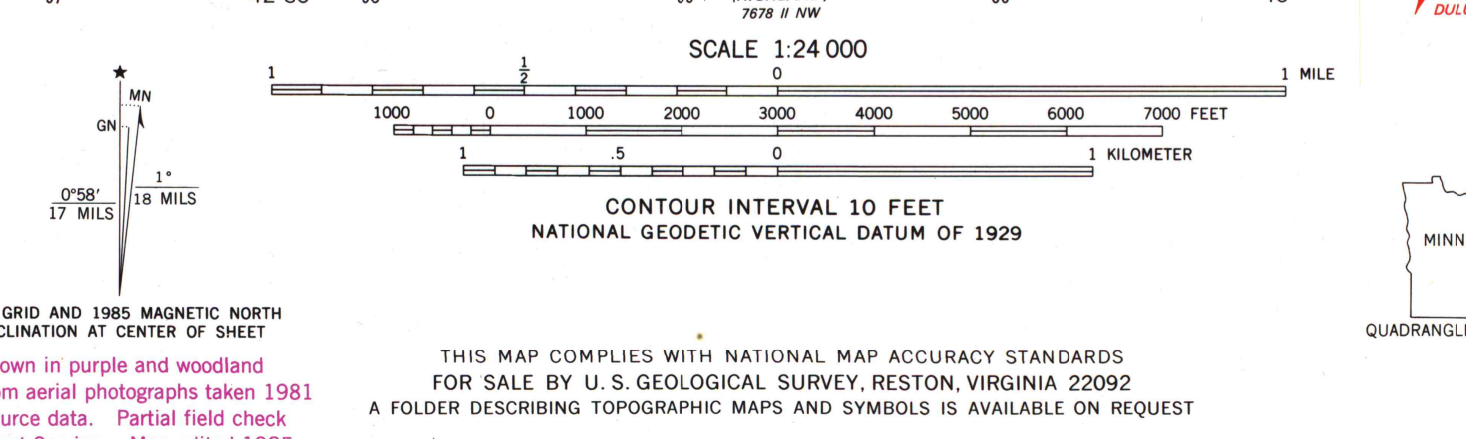 7678 II NW
DULU
SCALE 1:24 000
1 ½ 0 1 MILE
1000 0 1000 2000 3000 4000 5000 6000 7000 FEET
1 .5 0 1 KILOMETER
CONTOUR INTERVAL 10 FEET
NATIONAL GEODETIC VERTICAL DATUM OF 1929
MN
GN
1°
18 MILS
0°58′
17 MILS
GRID AND 1985 MAGNETIC NORTH
CLINATION AT CENTER OF SHEET
own in purple and woodland
om aerial photographs taken 1981
urce data. Partial field check
THIS MAP COMPLIES WITH NATIONAL MAP ACCURACY STANDARDS
FOR SALE BY U. S. GEOLOGICAL SURVEY, RESTON, VIRGINIA 22092
A FOLDER DESCRIBING TOPOGRAPHIC MAPS AND SYMBOLS IS AVAILABLE ON REQUEST
MINN
QUADRANGL